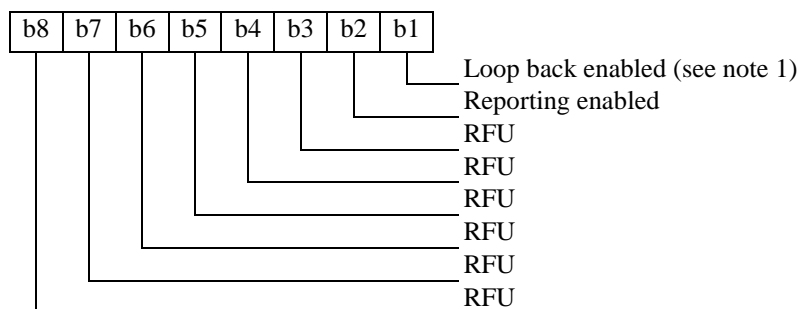 b8 b7 b6 b5 b4 b3 b2 b1
Loop back enabled (see note 1)
Reporting enabled
RFU
RFU
RFU
RFU
RFU
RFU